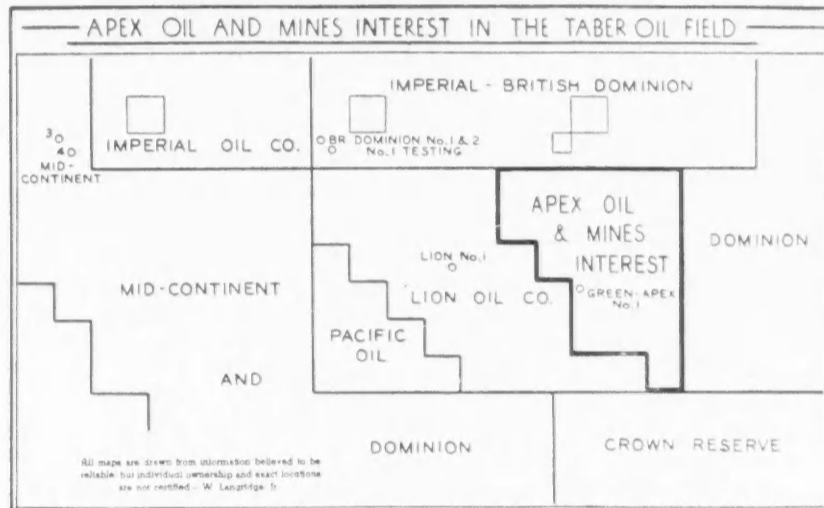 APEX OIL AND MINES INTEREST IN THE TABER OIL FIELD
IMPERIAL - BRITISH DOMINION
3
4
MID-
CONTINENT
IMPERIAL OIL CO.
BR DOMINION No. 1 & 2
No. 1 TESTING
APEX OIL
& MINES
INTEREST
DOMINION
LION No. 1
LION OIL CO.
GREEN-APEX
No. 1
MID-CONTINENT
AND
PACIFIC
OIL
DOMINION
CROWN RESERVE
All maps are drawn from information believed to be
reliable but individual ownership and exact locations
are not certified - W. Langridge